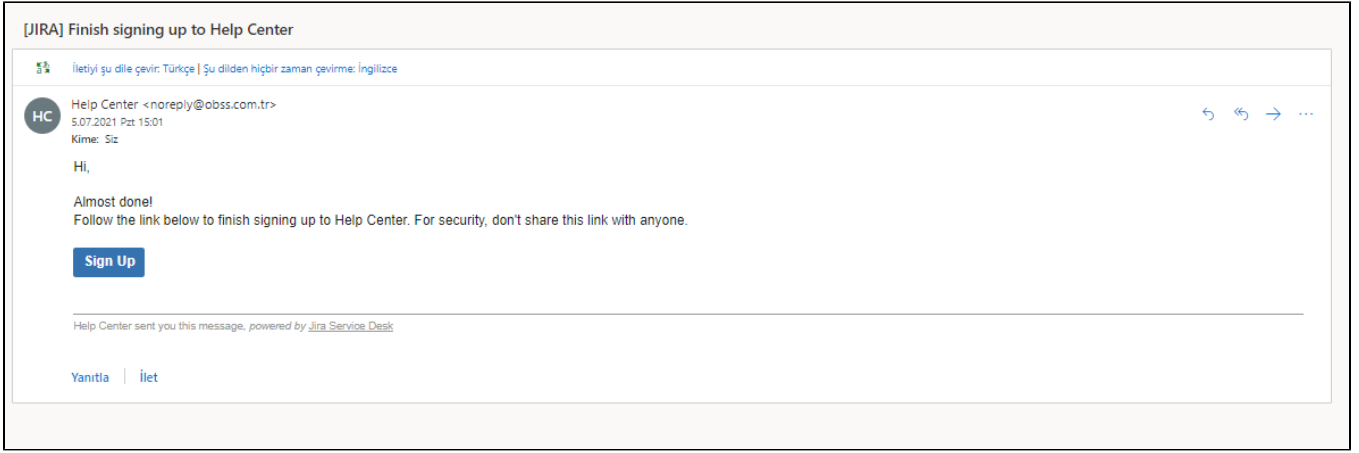 [JIRA] Finish signing up to Help Center
İletiyi şu dile çevir: Türkçe | Şu dilden hiçbir zaman çevirme: İngilizce
HC
Help Center <noreply@obss.com.tr>
5.07.2021 Pzt 15:01
Kime: Siz
Hi,
Almost done!
Follow the link below to finish signing up to Help Center. For security, don't share this link with anyone.
Sign Up
Help Center sent you this message, powered by Jira Service Desk
Yanıtla | İlet